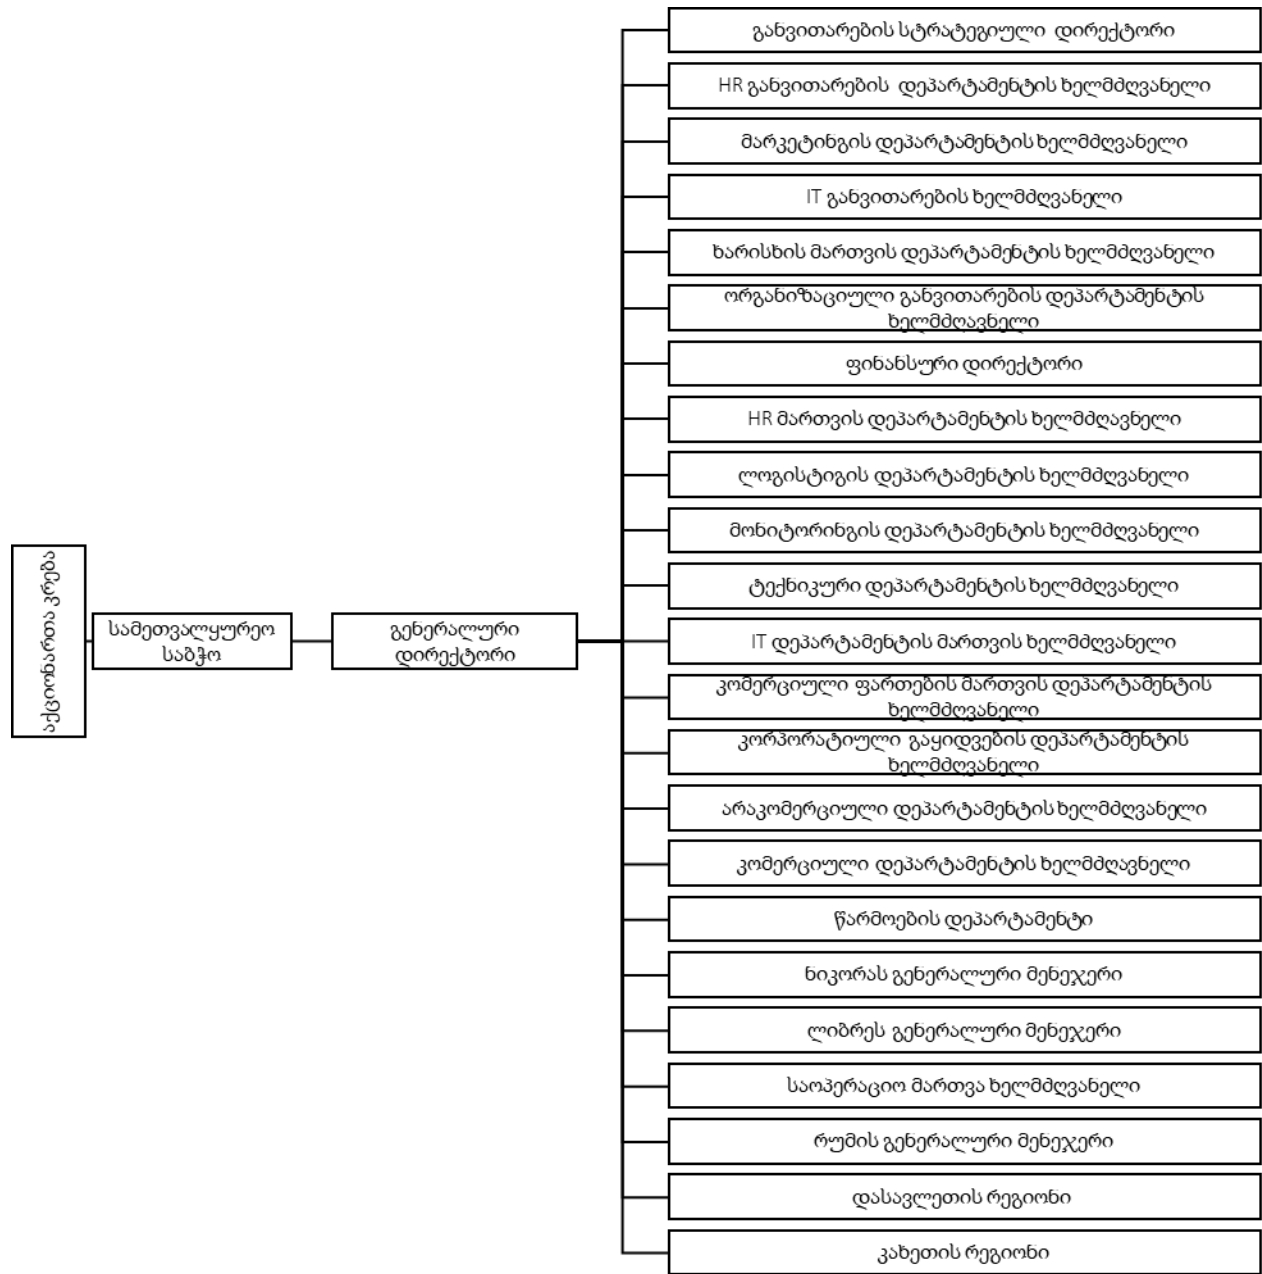 განვითარების სტრატეგიული დირექტორი
HR განვითარების დეპარტამენტის ხელმძღვანელი
მარკეტინგის დეპარტამენტის ხელმძღვანელი
IT განვითარების ხელმძღვანელი
ხარისხის მართვის დეპარტამენტის ხელმძღვანელი
ორგანიზაციული განვითარების დეპარტამენტის
ხელმძღავნელი
ფინანსური დირექტორი
HR მართვის დეპარტამენტის ხელმძღავნელი
ლოგისტიგის დეპარტამენტის ხელმძღვანელი
მონიტორინგის დეპარტამენტის ხელმძღვანელი
აქციონართა კრება
სამეთვალყურეო
საბჭო
გენერალური
დირექტორი
ტექნიკური დეპარტამენტის ხელმძღვანელი
IT დეპარტამენტის მართვის ხელმძღვანელი
კომერციული ფართების მართვის დეპარტამენტის
ხელმძღვანელი
კორპორატიული გაყიდვების დეპარტამენტის
ხელმძღვანელი
არაკომერციული დეპარტამენტის ხელმძღვანელი
კომერციული დეპარტამენტის ხელმძღავნელი
წარმოების დეპარტამენტი
ნიკორას გენერალური მენეჯერი
ლიბრეს გენერალური მენეჯერი
საოპერაციო მართვა ხელმძღვანელი
რუმის გენერალური მენეჯერი
დასავლეთის რეგიონი
კახეთის რეგიონი